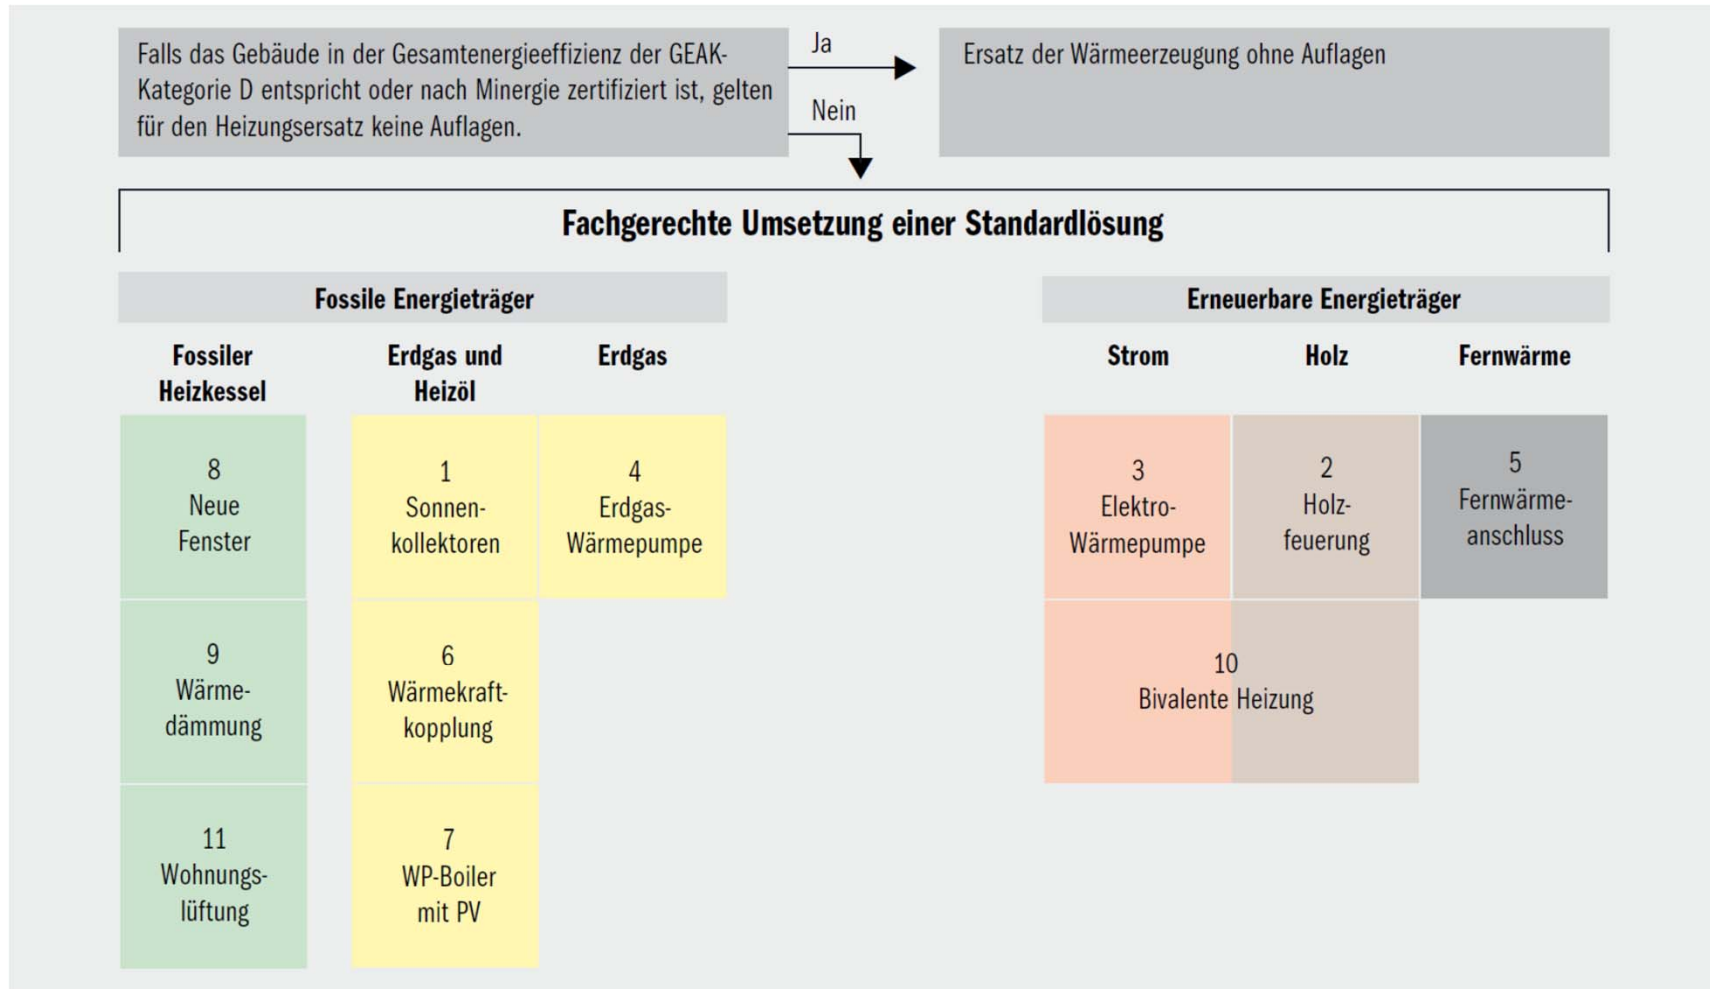 Falls das Gebäude in der Gesamtenergieeffizienz der GEAK-
Kategorie D entspricht oder nach Minergie zertifiziert ist, gelten
für den Heizungsersatz keine Auflagen.
Ja
Nein
Ersatz der Wärmeerzeugung ohne Auflagen
Fachgerechte Umsetzung einer Standardlösung
Fossile Energieträger
Fossiler
Heizkessel
Erdgas und
Heizöl
Erdgas
8
Neue
Fenster
1
Sonnen-
kollektoren
4
Erdgas-
Wärmepumpe
9
Wärme-
dämmung
6
Wärmekraft-
kopplung
11
Wohnungs-
lüftung
7
WP-Boiler
mit PV
Erneuerbare Energieträger
Strom
Holz
Fernwärme
3
Elektro-
Wärmepumpe
2
Holz-
feuerung
5
Fernwärme-
anschluss
10
Bivalente Heizung